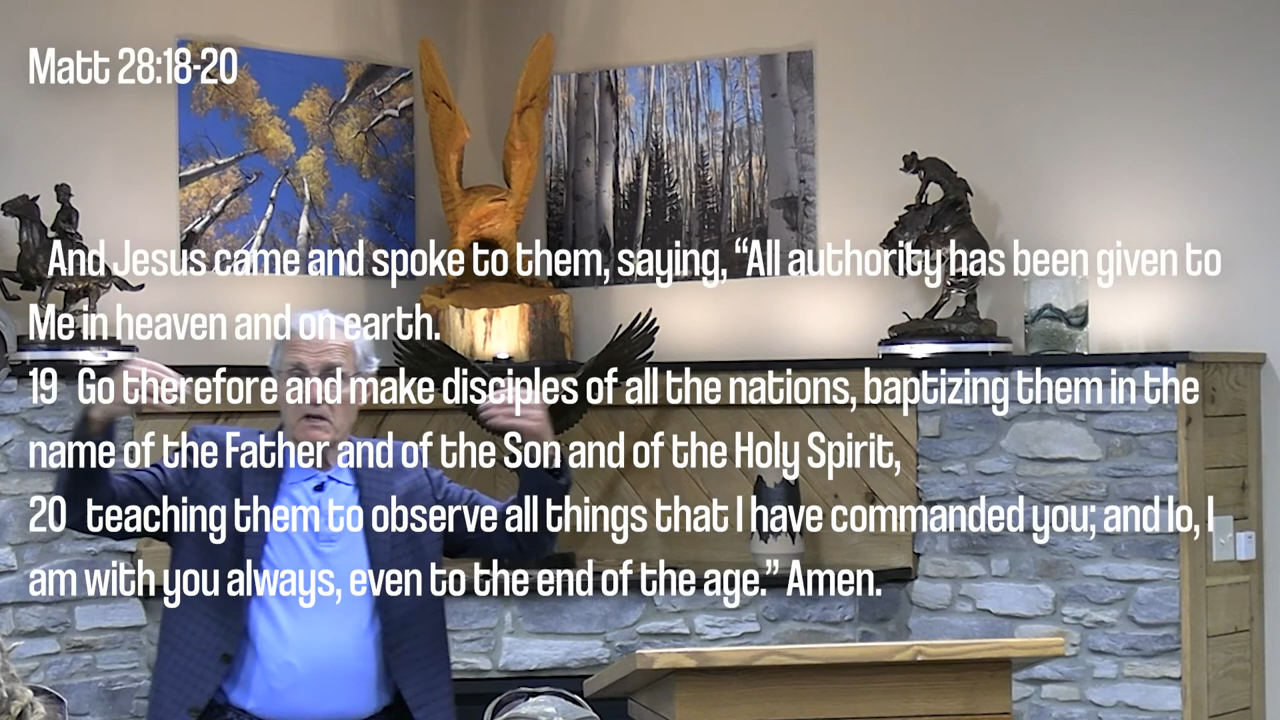 Matt 28:18-20
And Jesus came and spoke to them, saying, “All authority has been given to
Me in heaven and on earth.
19 Go therefore and make disciples of all the nations, baptizing them in the
name of the Father and of the Son and of the Holy Spirit,
20 teaching them to observe all things that I have commanded you; and lo, I
am with you always, even to the end of the age.” Amen.